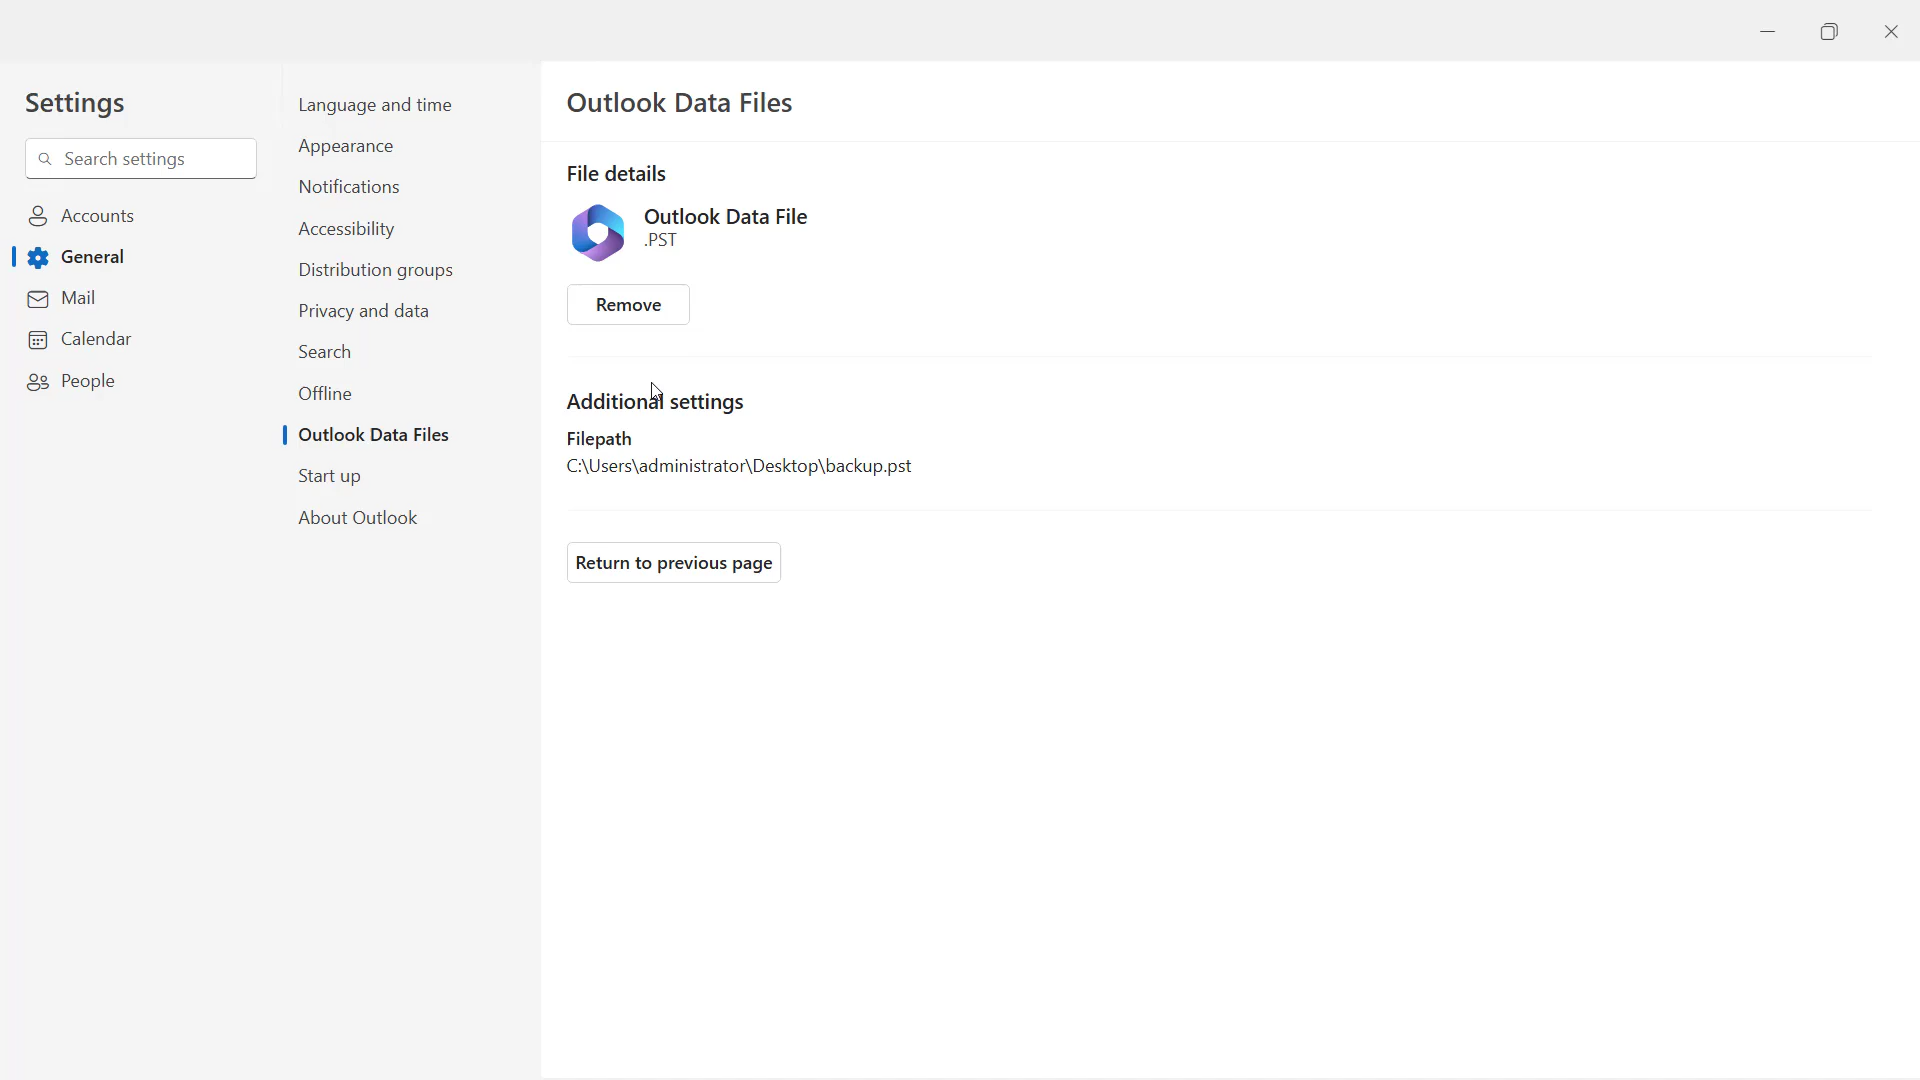 Settings
Search settings
Accounts
General
Mail
Calendar
People
Language and time
Appearance
Notifications
Accessibility
Distribution groups
Privacy and data
Search
Offline
Outlook Data Files
Start up
About Outlook
Outlook Data Files
File details
Outlook Data File
.PST
Remove
Additional settings
Filepath
C:\Users\administrator\Desktop\backup.pst
Return to previous page